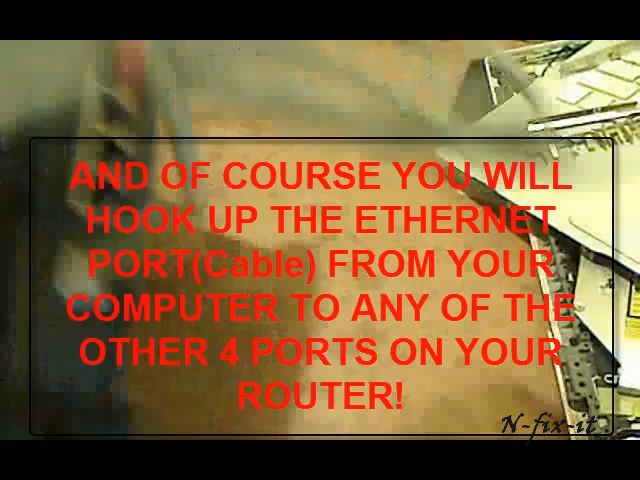 AND OF COURSE YOU WILL
HOOK UP THE ETHERNET
PORT(Cable) FROM YOUR
COMPUTER TO ANY OF THE
OTHER 4 PORTS ON YOUR
ROUTER!
N-fix-it